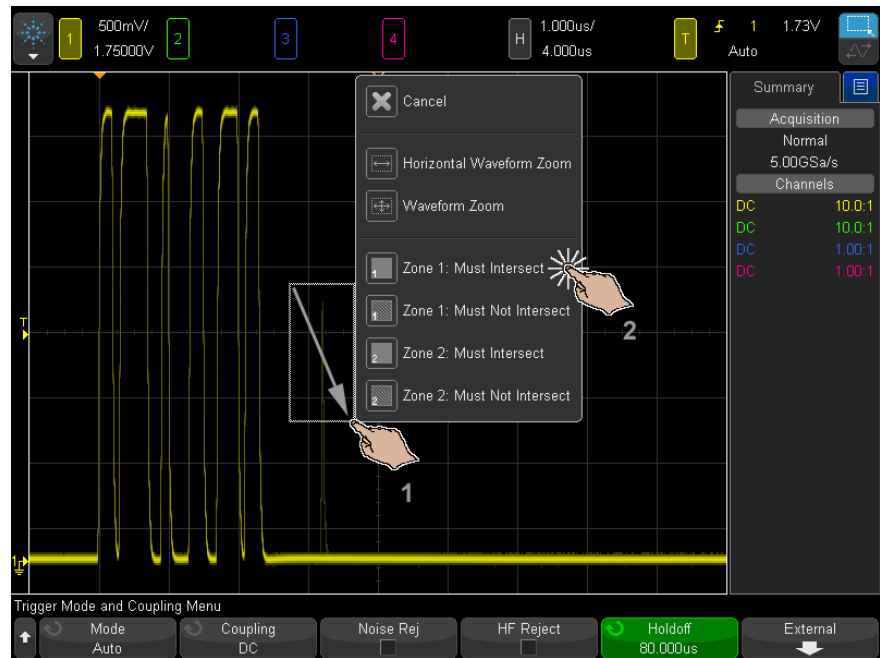 1 500mV/ 2 3 4 H 1.000us/ T 1 1.73V
1.75000V 4.000us Auto
Cancel
Horizontal Waveform Zoom
Waveform Zoom
1 Zone 1: Must Intersect
1 Zone 1: Must Not Intersect
2 Zone 2: Must Intersect
2 Zone 2: Must Not Intersect
1
2
T
1
Summary
Acquisition
Normal
5.00GSa/s
Channels
DC 10.0:1
DC 10.0:1
DC 1.00:1
DC 1.00:1
Trigger Mode and Coupling Menu
Mode Coupling Noise Rej HF Reject Holdoff External
Auto DC 80.000us